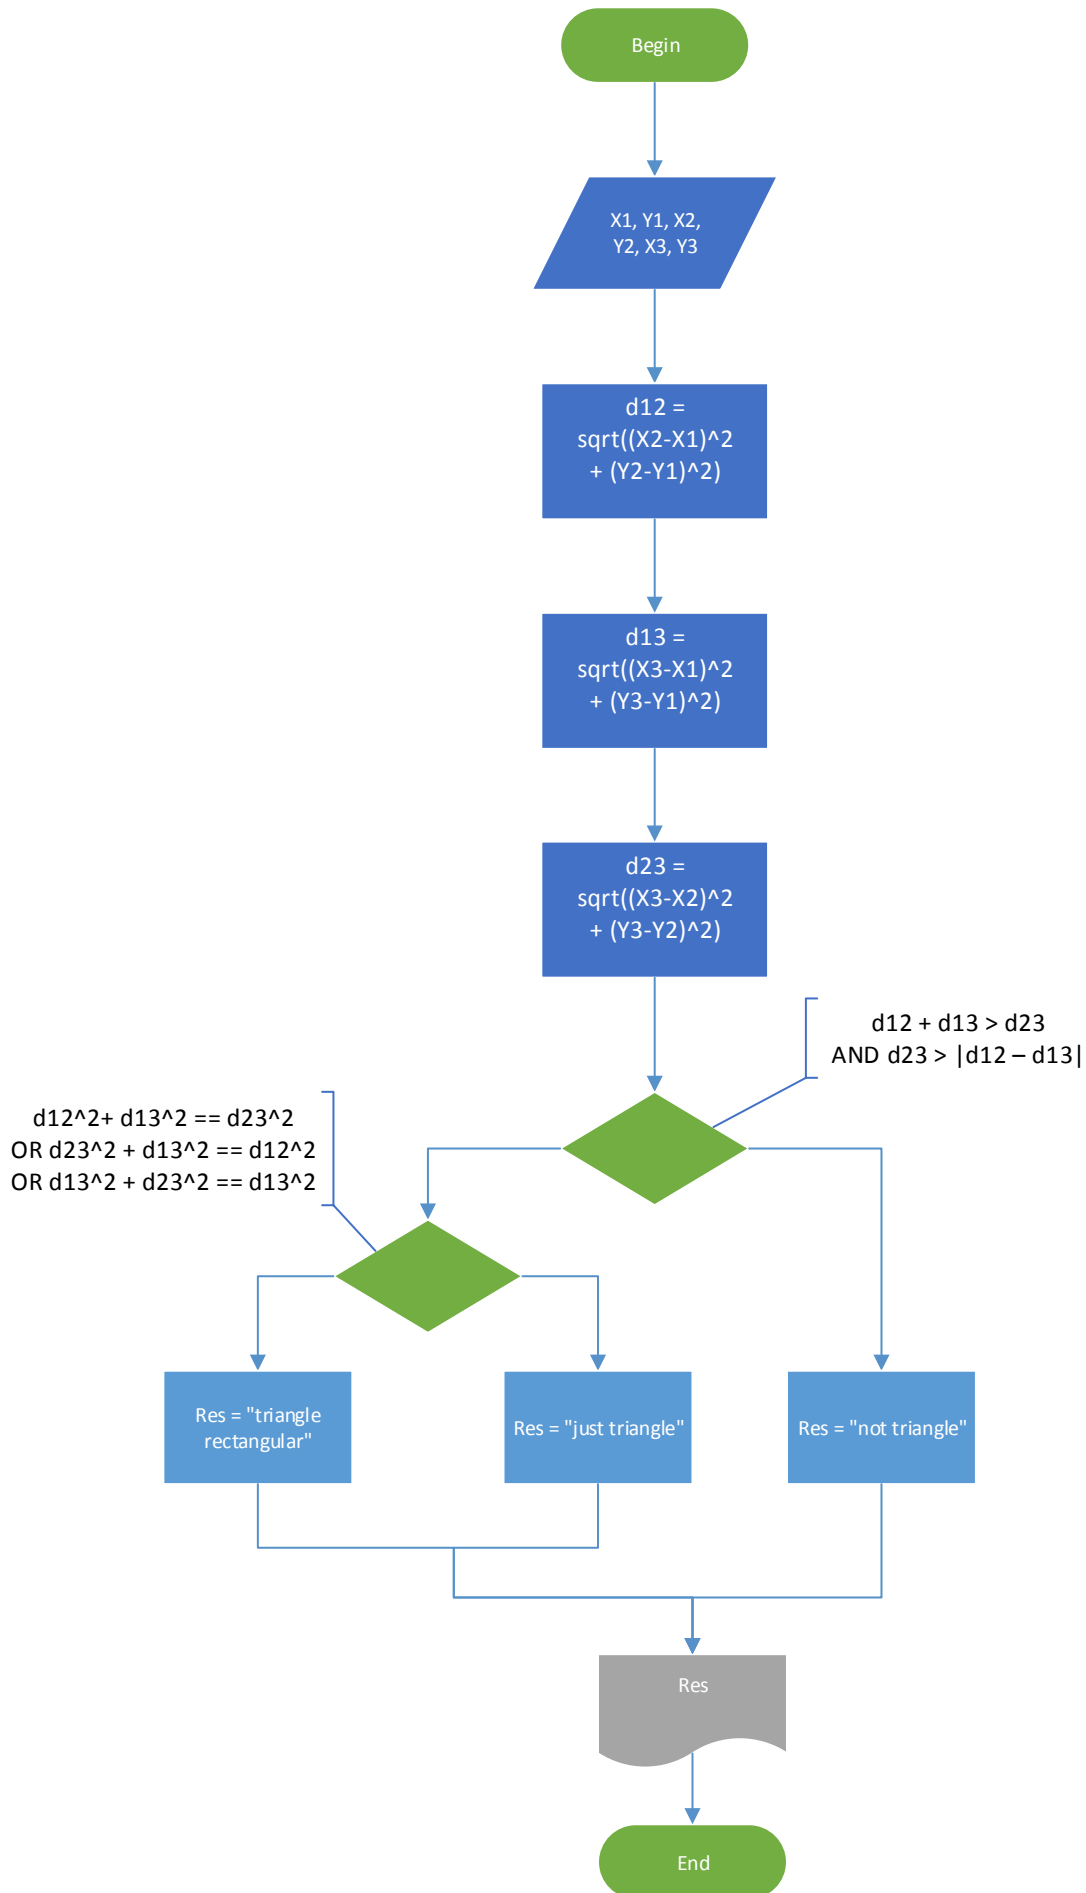 Begin
X1, Y1, X2,
Y2, X3, Y3
d12 =
sqrt((X2-X1)^2
+ (Y2-Y1)^2)
d13 =
sqrt((X3-X1)^2
+ (Y3-Y1)^2)
d23 =
sqrt((X3-X2)^2
+ (Y3-Y2)^2)
d12 + d13 > d23
AND d23 > |d12 – d13|
d12^2+ d13^2 == d23^2
OR d23^2 + d13^2 == d12^2
OR d13^2 + d23^2 == d13^2
Res = "triangle
rectangular"
Res = "just triangle"
Res = "not triangle"
Res
End